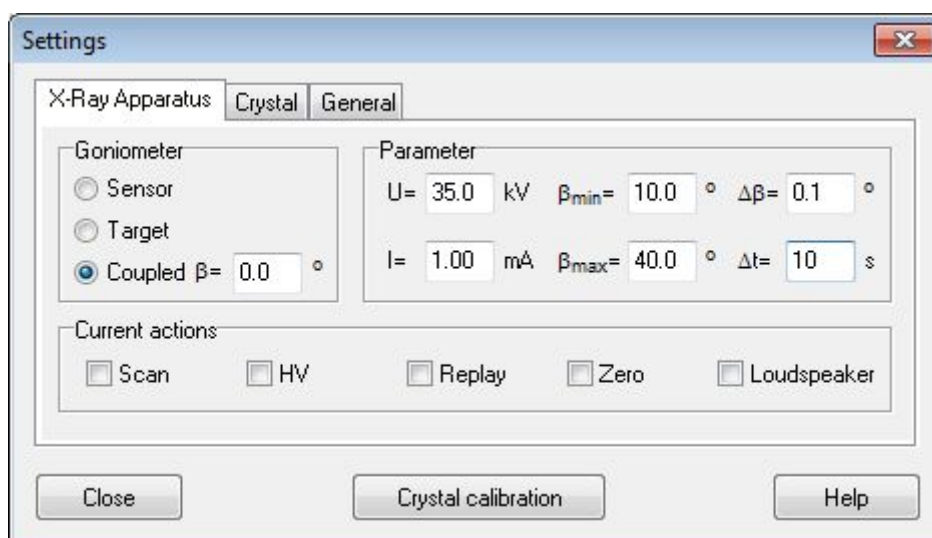 Settings
X-Ray Apparatus Crystal General
Goniometer
Sensor
Target
Coupled β= 0.0 °
Parameter
U= 35.0 kV βmin= 10.0 ° Δβ= 0.1 °
I= 1.00 mA βmax= 40.0 ° Δt= 10 s
Current actions
Scan HV Replay Zero Loudspeaker
Close Crystal calibration Help